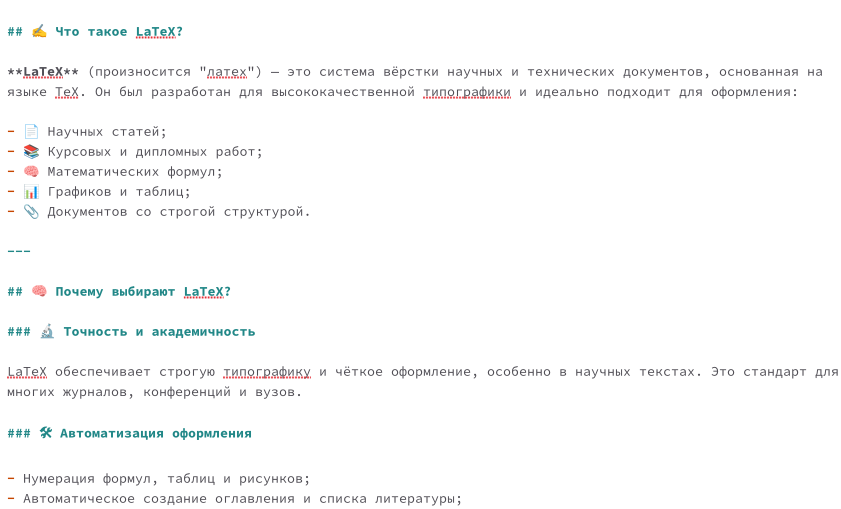 ## ✍️ Что такое LaTeX?
**LaTeX** (произносится "латех") — это система вёрстки научных и технических документов, основанная на
языке TeX. Он был разработан для высококачественной типографики и идеально подходит для оформления:
- 📄 Научных статей;
- 📚 Курсовых и дипломных работ;
- 🧠 Математических формул;
- 📊 Графиков и таблиц;
- 📎 Документов со строгой структурой.
---
## 🧠 Почему выбирают LaTeX?
### 🔬 Точность и академичность
LaTeX обеспечивает строгую типографику и чёткое оформление, особенно в научных текстах. Это стандарт для
многих журналов, конференций и вузов.
### 🛠 Автоматизация оформления
- Нумерация формул, таблиц и рисунков;
- Автоматическое создание оглавления и списка литературы;